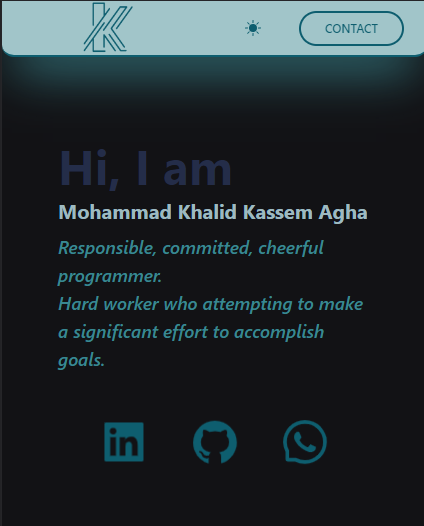 K
CONTACT
Hi, I am
Mohammad Khalid Kassem Agha
Responsible, committed, cheerful
programmer.
Hard worker who attempting to make
a significant effort to accomplish
goals.
in